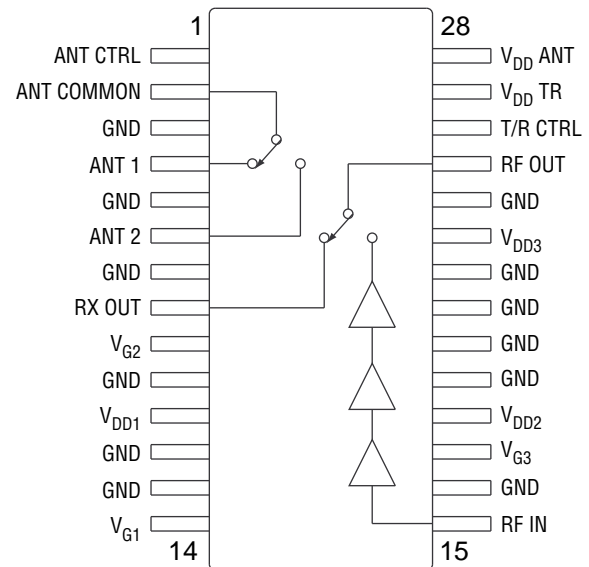 1
28
ANT CTRL
V_DD ANT
ANT COMMON
V_DD TR
GND
T/R CTRL
ANT 1
RF OUT
GND
GND
ANT 2
V_DD3
GND
GND
RX OUT
GND
V_G2
GND
GND
GND
V_DD1
V_DD2
GND
V_G3
GND
GND
V_G1
RF IN
14
15